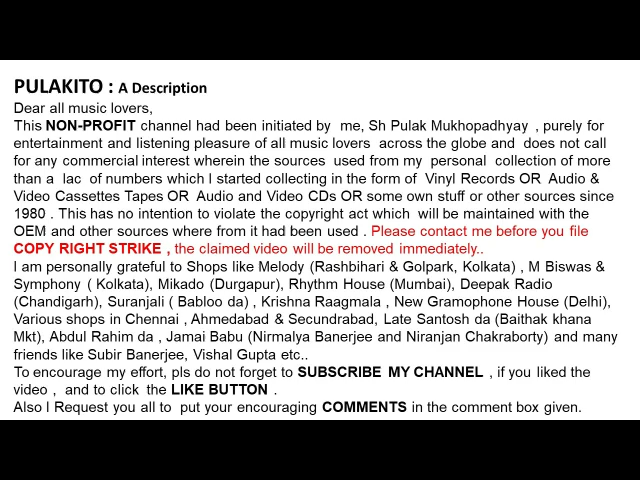 PULAKITO : A Description
Dear all music lovers,
This NON-PROFIT channel had been initiated by me, Sh Pulak Mukhopadhyay , purely for
entertainment and listening pleasure of all music lovers across the globe and does not call
for any commercial interest wherein the sources used from my personal collection of more
than a lac of numbers which I started collecting in the form of Vinyl Records OR Audio &
Video Cassettes Tapes OR Audio and Video CDs OR some own stuff or other sources since
1980 . This has no intention to violate the copyright act which will be maintained with the
OEM and other sources where from it had been used . Please contact me before you file
COPY RIGHT STRIKE , the claimed video will be removed immediately..
I am personally grateful to Shops like Melody (Rashbihari & Golpark, Kolkata) , M Biswas &
Symphony ( Kolkata), Mikado (Durgapur), Rhythm House (Mumbai), Deepak Radio
(Chandigarh), Suranjali ( Babloo da) , Krishna Raagmala , New Gramophone House (Delhi),
Various shops in Chennai , Ahmedabad & Secundrabad, Late Santosh da (Baithak khana
Mkt), Abdul Rahim da , Jamai Babu (Nirmalya Banerjee and Niranjan Chakraborty) and many
friends like Subir Banerjee, Vishal Gupta etc..
To encourage my effort, pls do not forget to SUBSCRIBE MY CHANNEL , if you liked the
video , and to click the LIKE BUTTON .
Also I Request you all to put your encouraging COMMENTS in the comment box given.